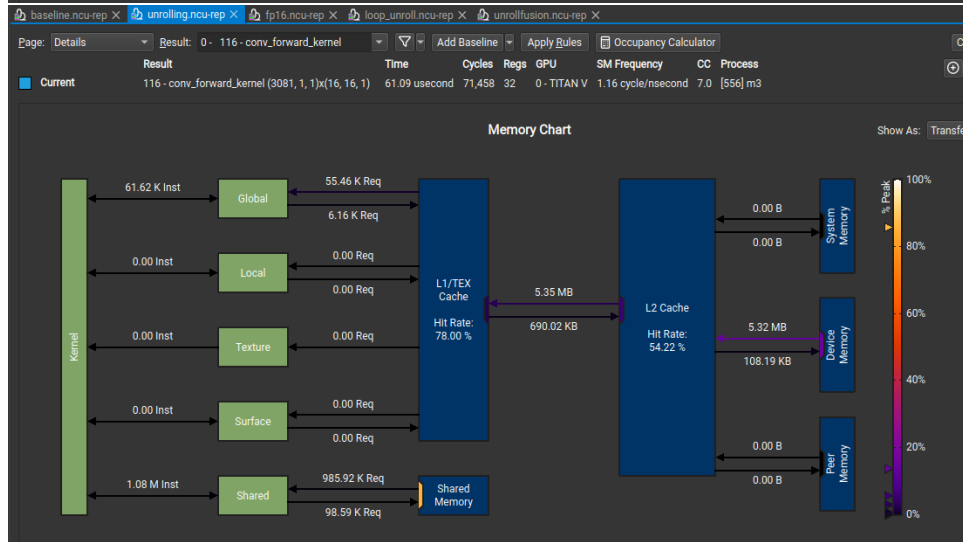 baseline.ncu-rep × unrolling.ncu-rep × fp16.ncu-rep × loop_unroll.ncu-rep × unrollfusion.ncu-rep ×
Page: Details Result: 0 - 116 - conv_forward_kernel Add Baseline Apply Rules Occupancy Calculator C
Result Time Cycles Regs GPU SM Frequency CC Process
Current 116 - conv_forward_kernel (3081, 1, 1)x(16, 16, 1) 61.09 usecond 71,458 32 0 - TITAN V 1.16 cycle/nsecond 7.0 [556] m3
Memory Chart
Show As: Transfe
61.62 K Inst
Global
55.46 K Req
6.16 K Req
0.00 Inst
Local
0.00 Req
0.00 Req
0.00 Inst
Texture
0.00 Req
0.00 Inst
Surface
0.00 Req
0.00 Req
1.08 M Inst
Shared
985.92 K Req
98.59 K Req
Kernel
L1/TEX
Cache
Hit Rate:
78.00 %
Shared
Memory
5.35 MB
690.02 KB
L2 Cache
Hit Rate:
54.22 %
0.00 B
0.00 B
System
Memory
5.32 MB
108.19 KB
Device
Memory
0.00 B
0.00 B
Peer
Memory
% Peak
100%
80%
60%
40%
20%
0%